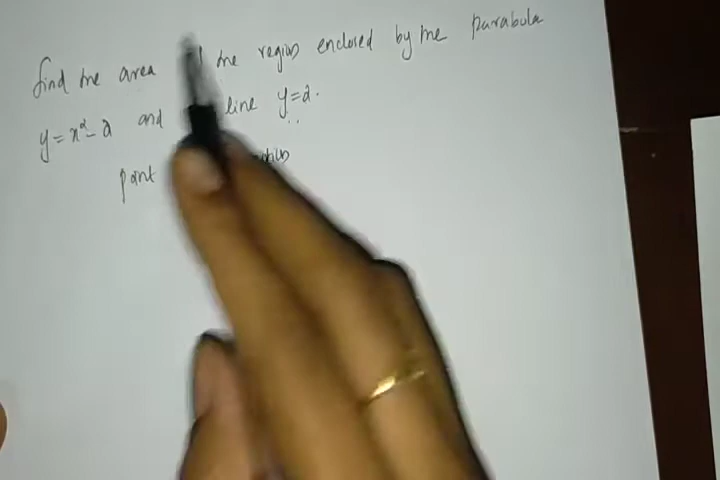 find the area the region enclosed by the parabola
y = x² - 2 and line y = 2.
point